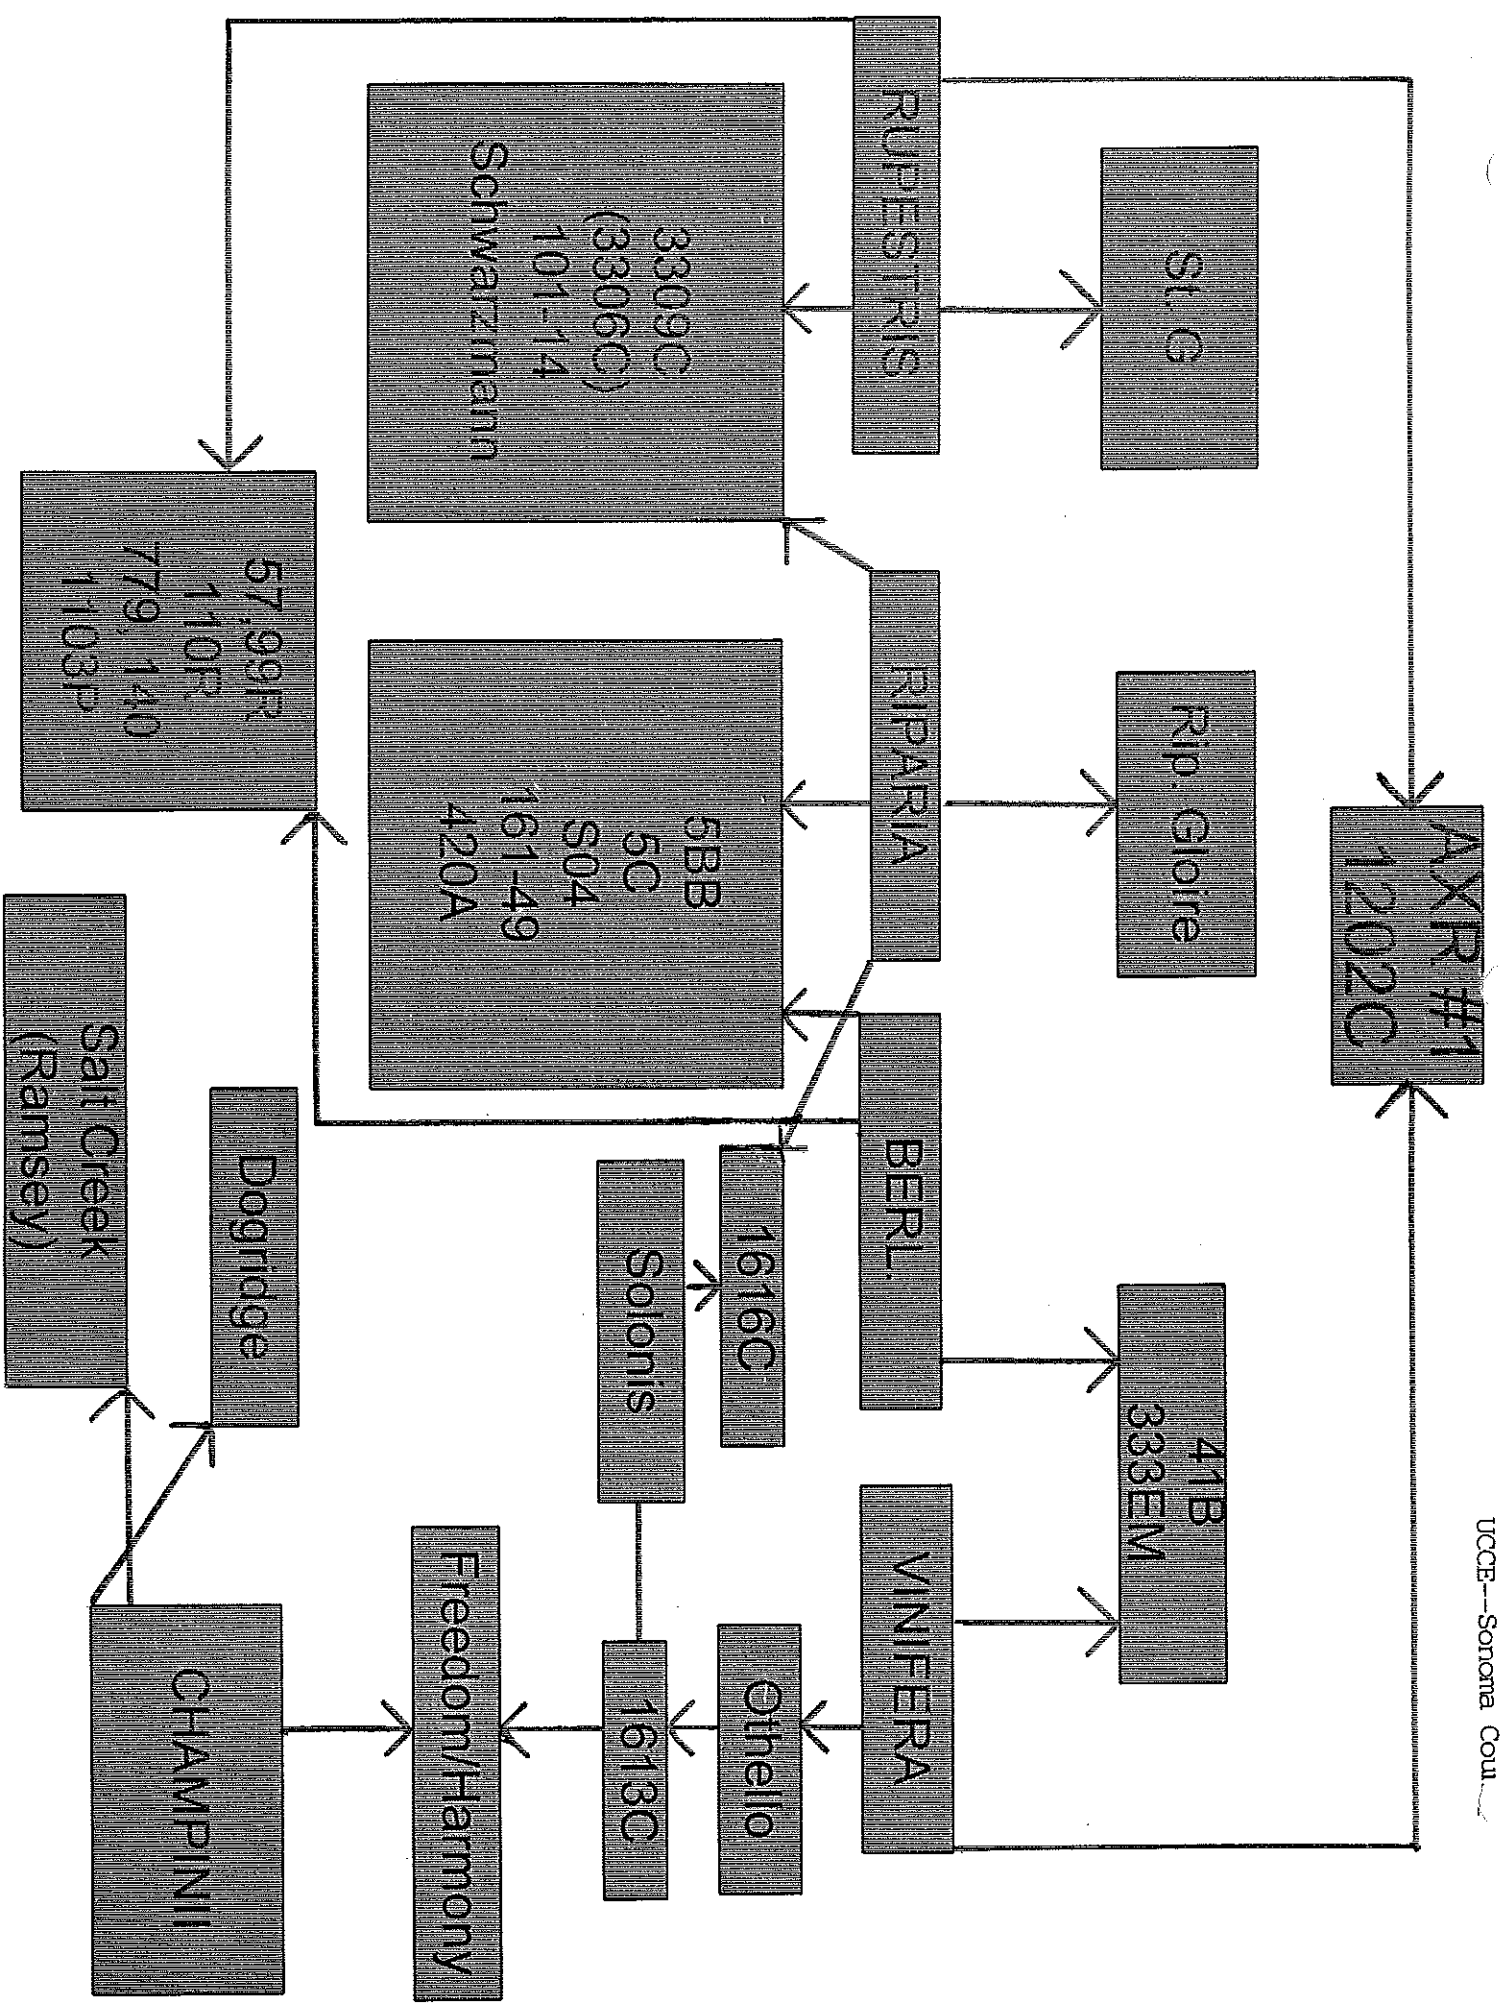 UCCE--Sonoma
AXR #1
1202C
St. G
Rip. Gloire
41B
333EM
RUPESTRIS
RIPARIA
BERL.
VINIFERA
3309C
(3306C)
101-14
Schwarzmann
5BB
5C
S04
161-49
420A
1616C
Othello
Solonis
1613C
Freedom/Harmony
57,99R
110R
779,140
1103P
Dogridge
CHAMPINII
Salt Creek
(Ramsey)